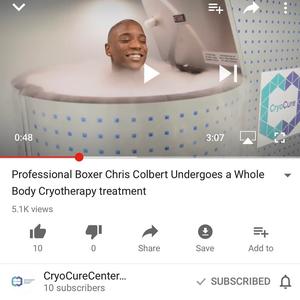 CryoCure
0:48
3:07
Professional Boxer Chris Colbert Undergoes a Whole
Body Cryotherapy treatment
5.1K views
10
0
Share
Save
Add to
CryoCureCenter...
SUBSCRIBED
10 subscribers